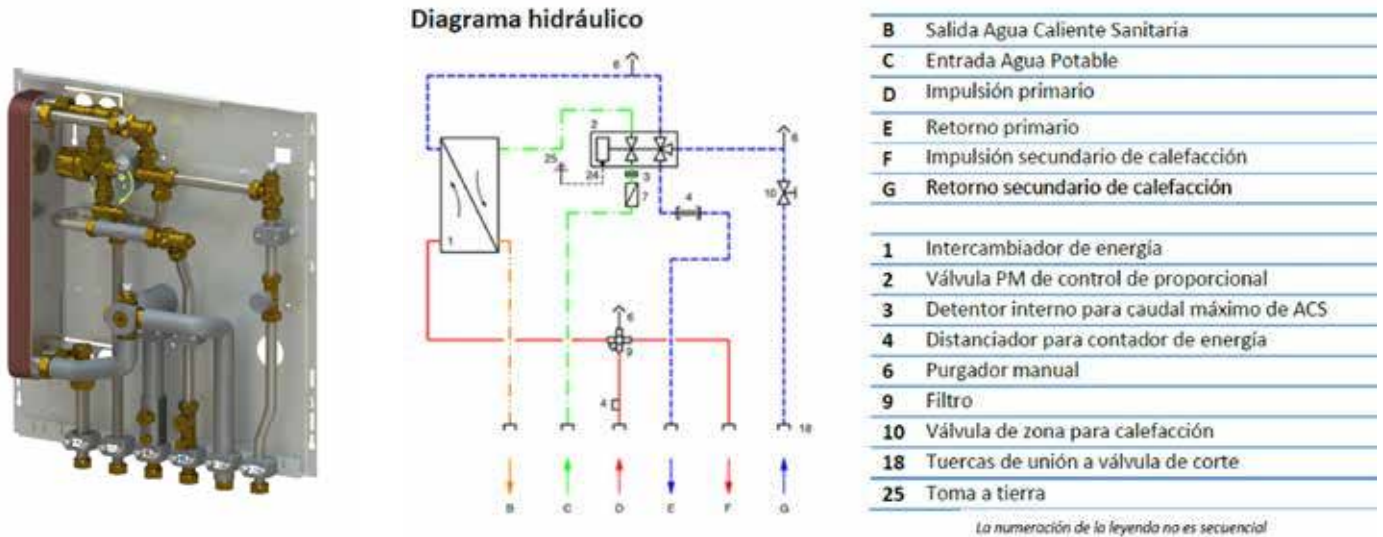 Diagrama hidráulico
6
2
6
25
24
3
7
4
10
1
6
9
4
18
B C D E F G
B Salida Agua Caliente Sanitaria
C Entrada Agua Potable
D Impulsión primario
E Retorno primario
F Impulsión secundario de calefacción
G Retorno secundario de calefacción
1 Intercambiador de energía
2 Válvula PM de control de proporcional
3 Detentor interno para caudal máximo de ACS
4 Distanciador para contador de energía
6 Purgador manual
9 Filtro
10 Válvula de zona para calefacción
18 Tuercas de unión a válvula de corte
25 Toma a tierra
La numeración de la leyenda no es secuencial